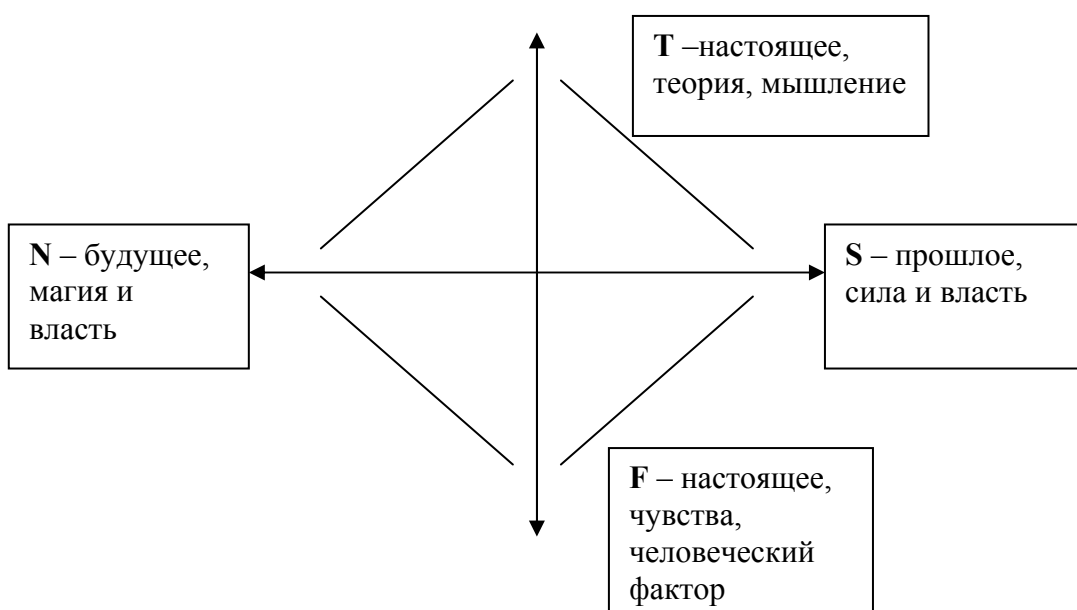 T –настоящее,
теория, мышление
N – будущее,
магия и
власть
S – прошлое,
сила и власть
F – настоящее,
чувства,
человеческий
фактор